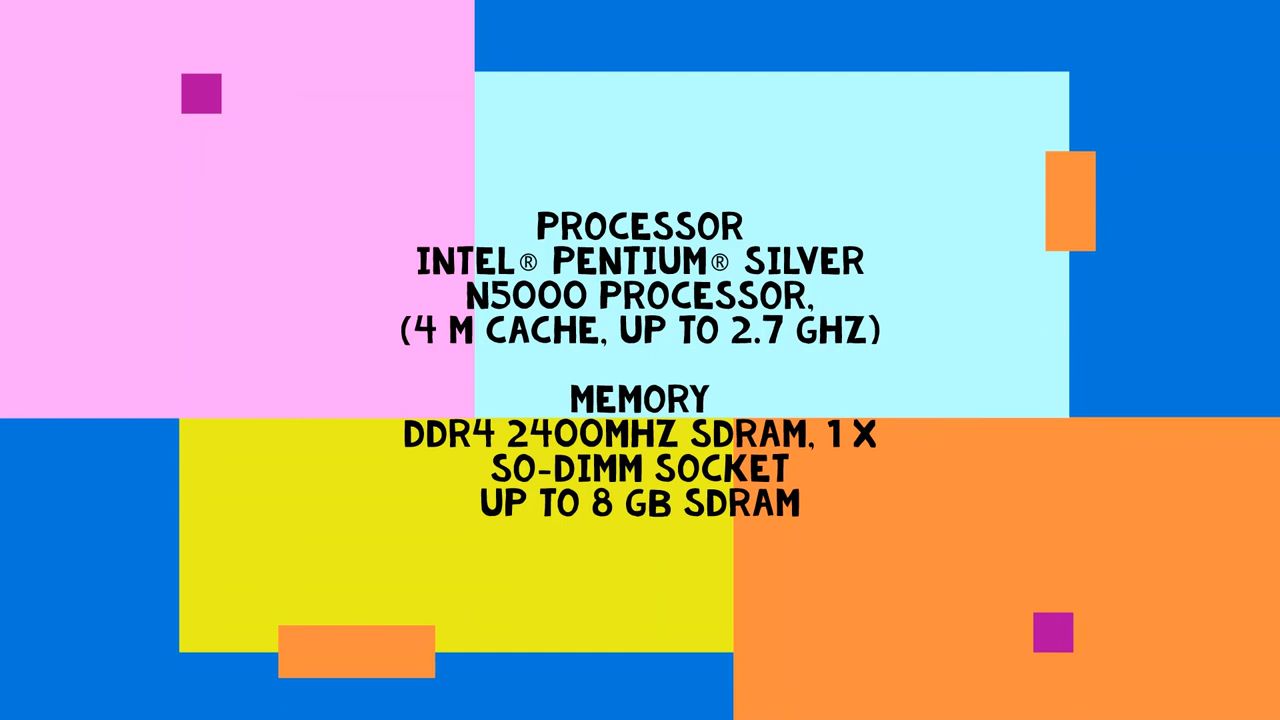 PROCESSOR
INTEL® PENTIUM® SILVER
N5000 PROCESSOR,
(4 M CACHE, UP TO 2.7 GHZ)
MEMORY
DDR4 2400MHZ SDRAM, 1 X
SO-DIMM SOCKET
UP TO 8 GB SDRAM